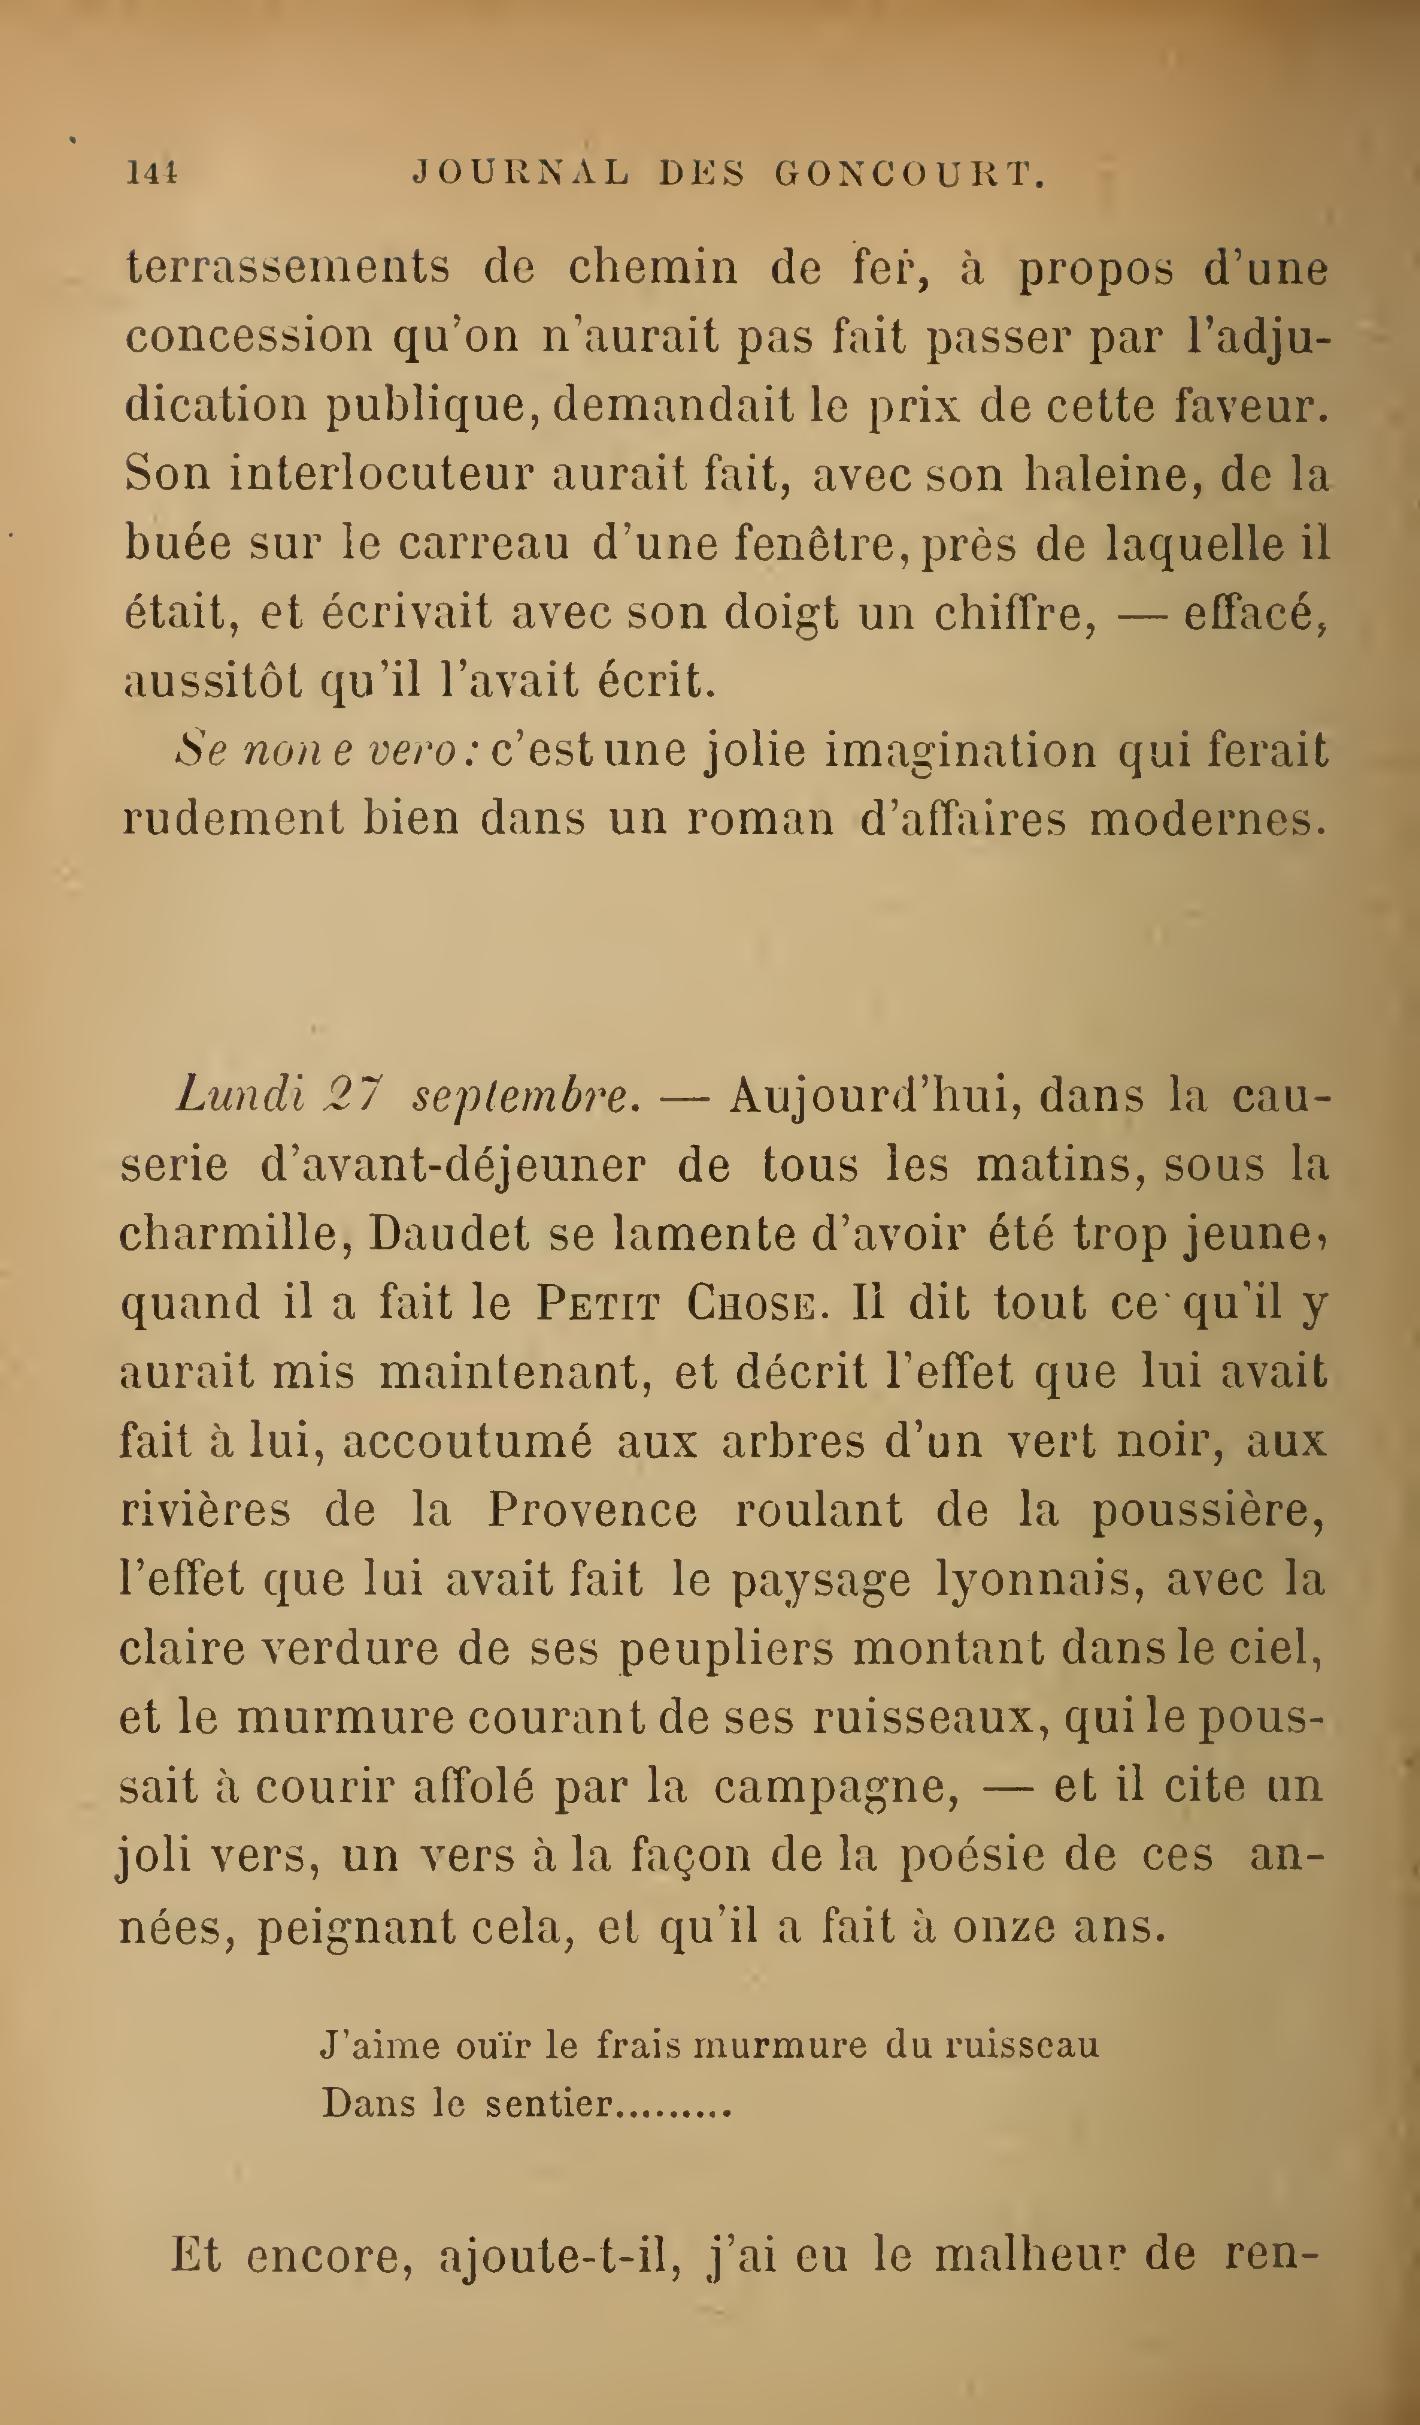 144 JOURNAL DES GONCOURT.
terrassements de chemin de fer, à propos d'une
concession qu'on n'aurait pas fait passer par l'adju-
dication publique, demandait le prix de cette faveur.
Son interlocuteur aurait fait, avec son haleine, de la
buée sur le carreau d'une fenêtre, près de laquelle il
était, et écrivait avec son doigt un chiffre, — effacé,
aussitôt qu'il l'avait écrit.
Se non e vero : c'est une jolie imagination qui ferait
rudement bien dans un roman d'affaires modernes.
Lundi 27 septembre. — Aujourd'hui, dans la cau-
serie d'avant-déjeuner de tous les matins, sous la
charmille, Daudet se lamente d'avoir été trop jeune,
quand il a fait le PETIT CHOSE. Il dit tout ce qu'il y
aurait mis maintenant, et décrit l'effet que lui avait
fait à lui, accoutumé aux arbres d'un vert noir, aux
rivières de la Provence roulant de la poussière,
l'effet que lui avait fait le paysage lyonnais, avec la
claire verdure de ses peupliers montant dans le ciel,
et le murmure courant de ses ruisseaux, qui le pous-
sait à courir affolé par la campagne, — et il cite un
joli vers, un vers à la façon de la poésie de ces an-
nées, peignant cela, et qu'il a fait à onze ans.
J'aime ouïr le frais murmure du ruisseau
Dans le sentier.........
Et encore, ajoute-t-il, j'ai eu le malheur de ren-